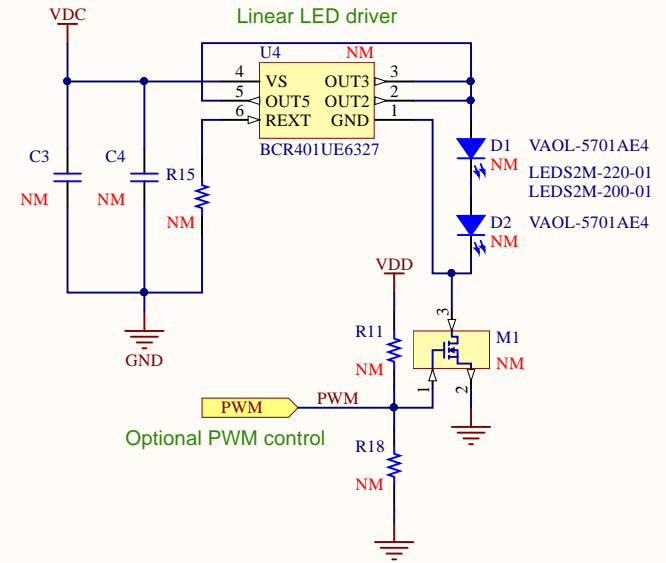 VDC
Linear LED driver
U4 NM
4 VS OUT3 3
5 OUT5 OUT2 2
6 REXT GND 1
BCR401UE6327
D1 VAOL-5701AE4
NM LEDS2M-220-01
LEDS2M-200-01
C3 C4 R15
NM NM NM
D2 VAOL-5701AE4
NM
VDD
GND
3
R11 M1
NM NM
1 2
PWM PWM
Optional PWM control
R18
NM